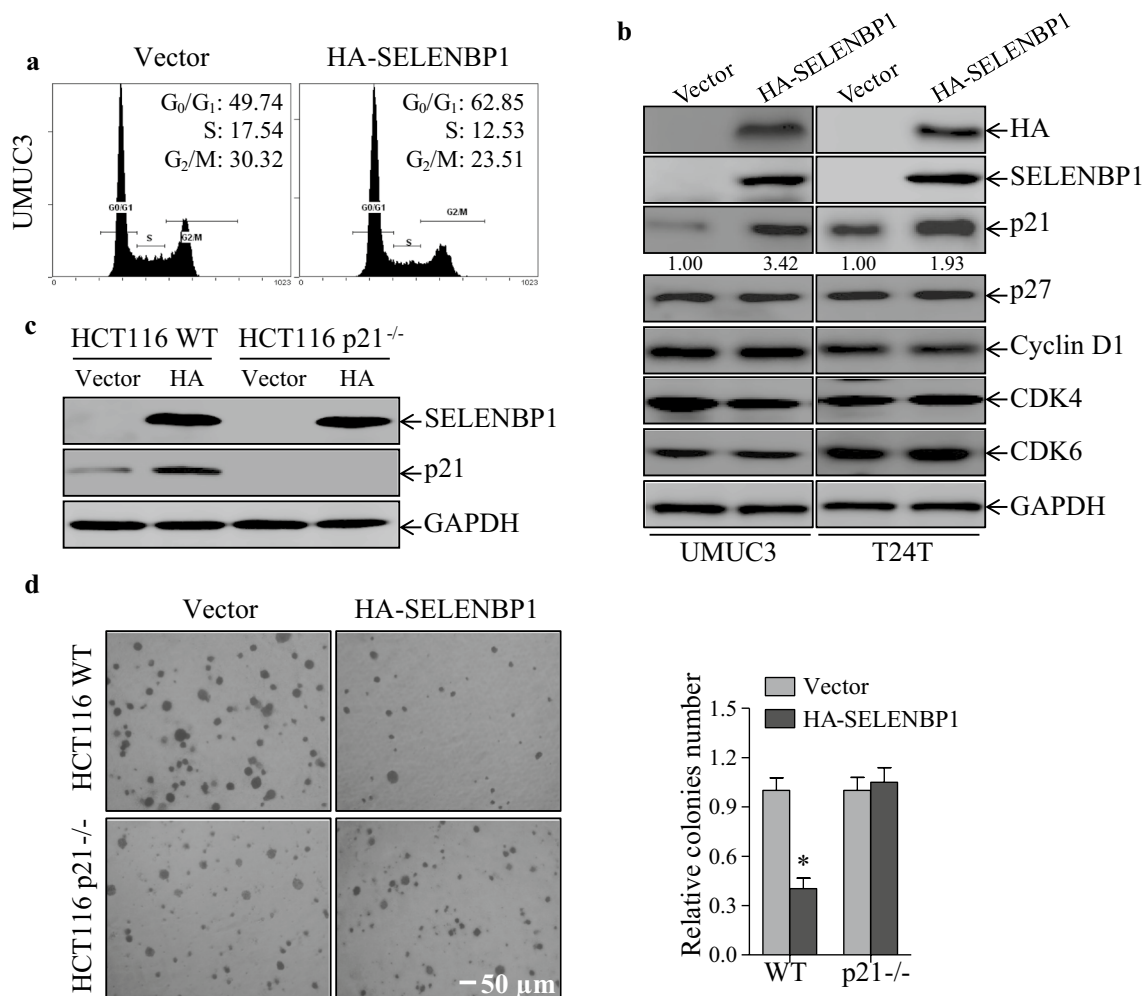 a
Vector
HA-SELENBP1
UMUC3
G0/G1: 49.74
S: 17.54
G2/M: 30.32
G0/G1
S
G2/M
0
1023
G0/G1: 62.85
S: 12.53
G2/M: 23.51
G0/G1
S
G2/M
0
1023
b
Vector
HA-SELENBP1
Vector
HA-SELENBP1
HA
SELENBP1
p21
1.00
3.42
1.00
1.93
p27
Cyclin D1
CDK4
CDK6
GAPDH
UMUC3
T24T
c
HCT116 WT
HCT116 p21-/-
Vector
HA
Vector
HA
SELENBP1
p21
GAPDH
d
Vector
HA-SELENBP1
HCT116 WT
HCT116 p21-/-
50 µm
Vector
HA-SELENBP1
Relative colonies number
1.5
1.2
0.9
0.6
0.3
0.0
*
WT
p21-/-